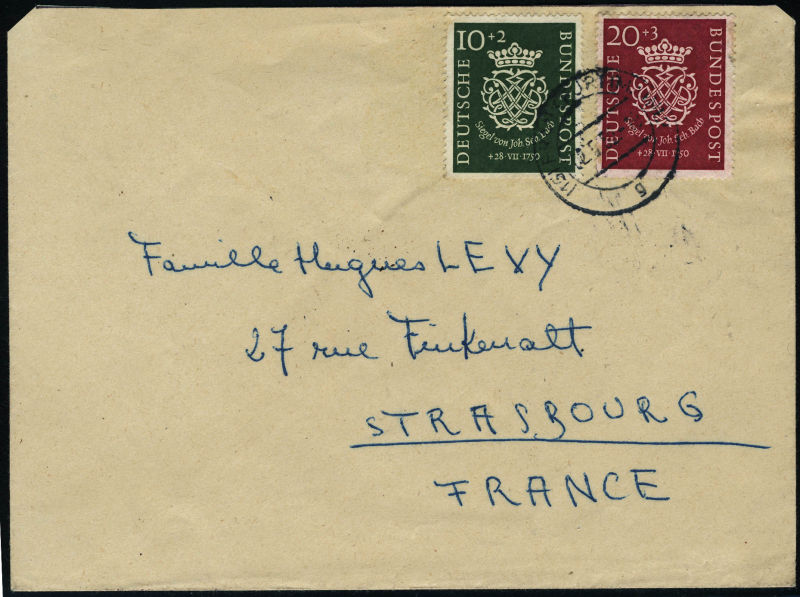 10+2
DEUTSCHE BUNDESPOST
Siegel von Joh. Seb. Bach
+28·VII·1750
20+3
DEUTSCHE BUNDESPOST
Siegel von Joh. Seb. Bach
+28·VII·1750
Famille Hugues LEVY
27 rue Finkenalt
STRASBOURG
FRANCE